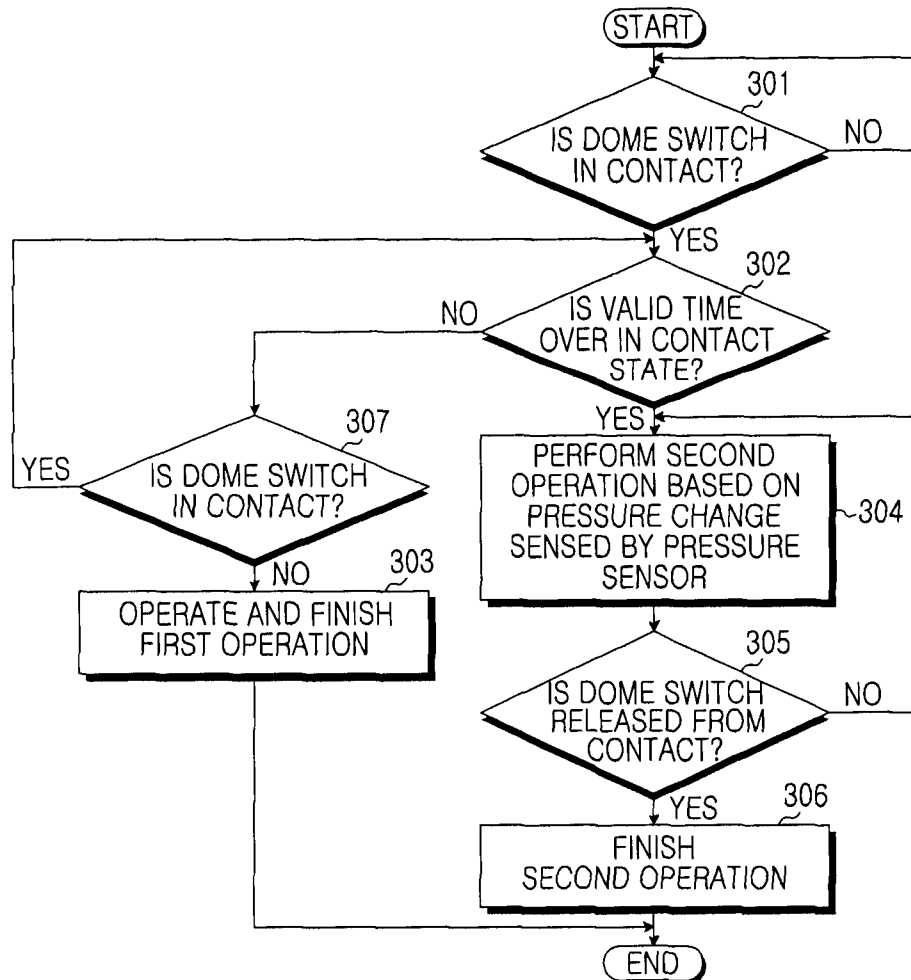 START
301
IS DOME SWITCH
IN CONTACT?
NO
YES
302
IS VALID TIME
OVER IN CONTACT
STATE?
NO
YES
307
IS DOME SWITCH
IN CONTACT?
YES
NO
303
OPERATE AND FINISH
FIRST OPERATION
PERFORM SECOND
OPERATION BASED ON
PRESSURE CHANGE
SENSED BY PRESSURE
SENSOR
304
305
IS DOME SWITCH
RELEASED FROM
CONTACT?
NO
YES
306
FINISH
SECOND OPERATION
END